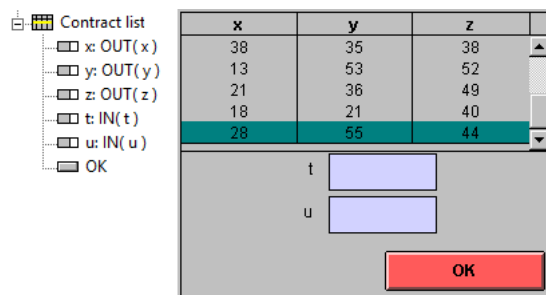 Contract list
x: OUT( x )
y: OUT( y )
z: OUT( z )
t: IN( t )
u: IN( u )
OK
x y z
38 35 38
13 53 52
21 36 49
18 21 40
28 55 44
t
u
OK